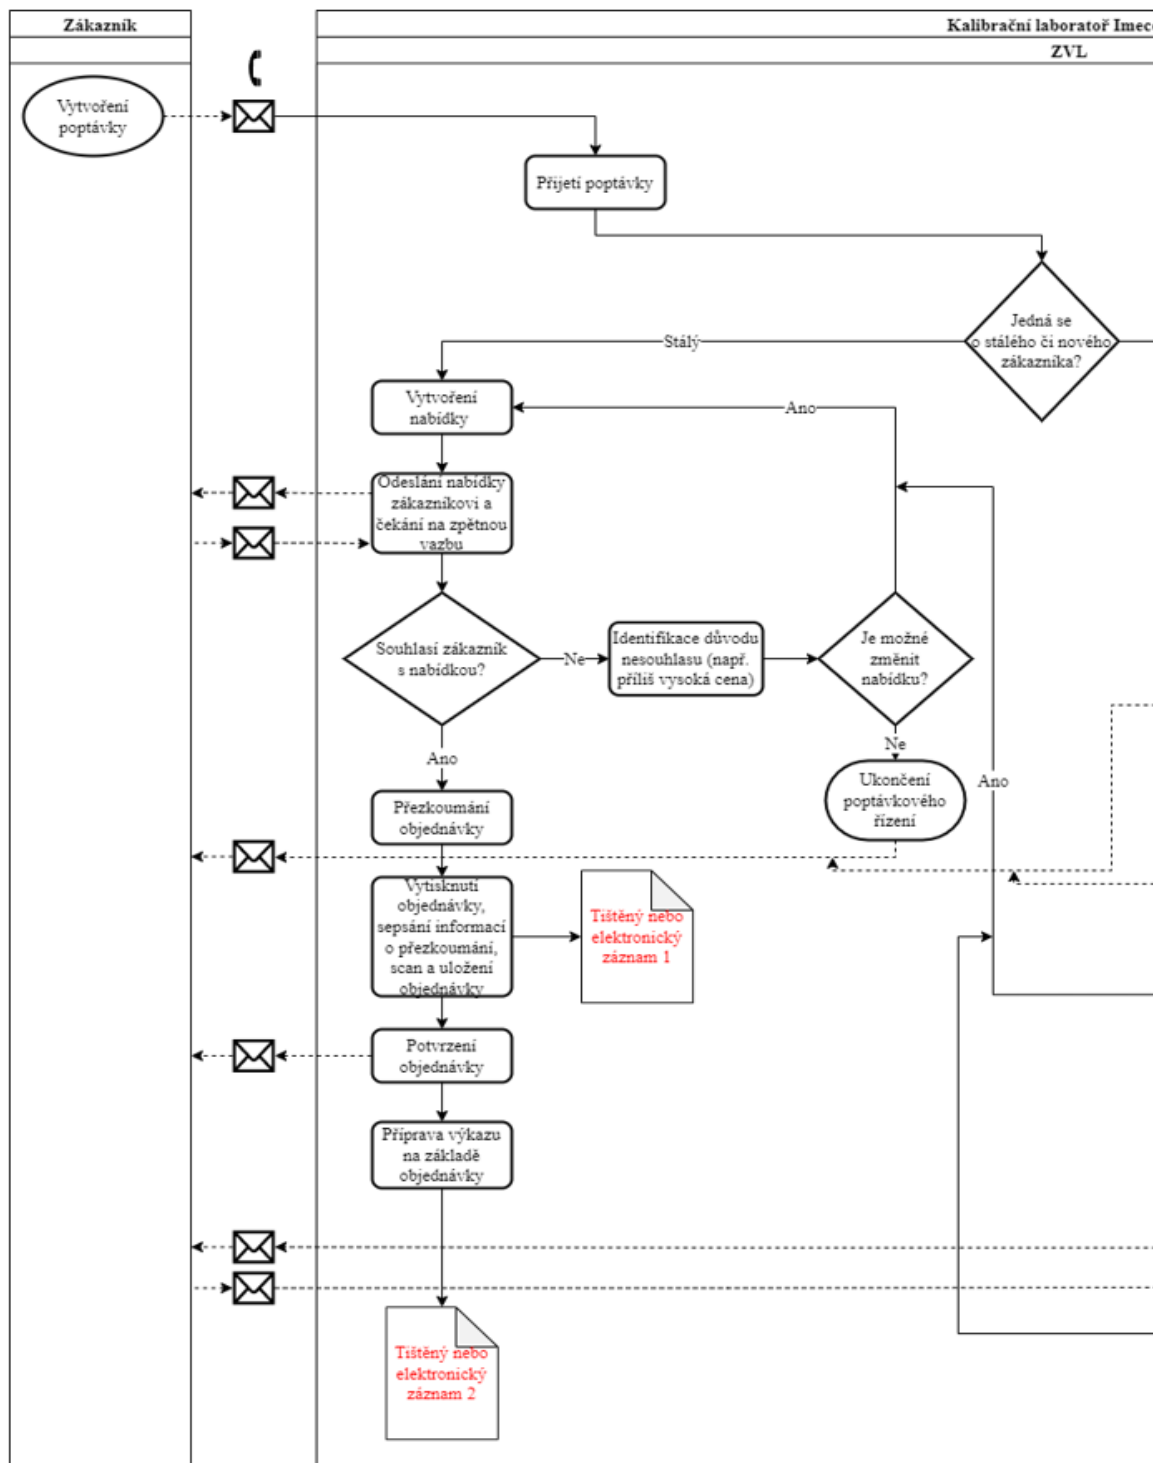 Zákazník
Kalibrační laboratoř Imeco
ZVL
Vytvoření
poptávky
Přijetí poptávky
Jedná se
o stálého či nového
zákazníka?
Stálý
Vytvoření
nabídky
Ano
Odeslání nabídky
zákazníkovi a
čekání na zpětnou
vazbu
Souhlasí zákazník
s nabídkou?
Ne
Identifikace důvodu
nesouhlasu (např.
příliš vysoká cena)
Je možné
změnit
nabídku?
Ne
Ano
Ukončení
poptávkového
řízení
Ano
Přezkoumání
objednávky
Vytisknutí
objednávky,
sepsání informací
o přezkoumání,
scan a uložení
objednávky
Tištěný nebo
elektronický
záznam 1
Potvrzení
objednávky
Příprava výkazu
na základě
objednávky
Tištěný nebo
elektronický
záznam 2